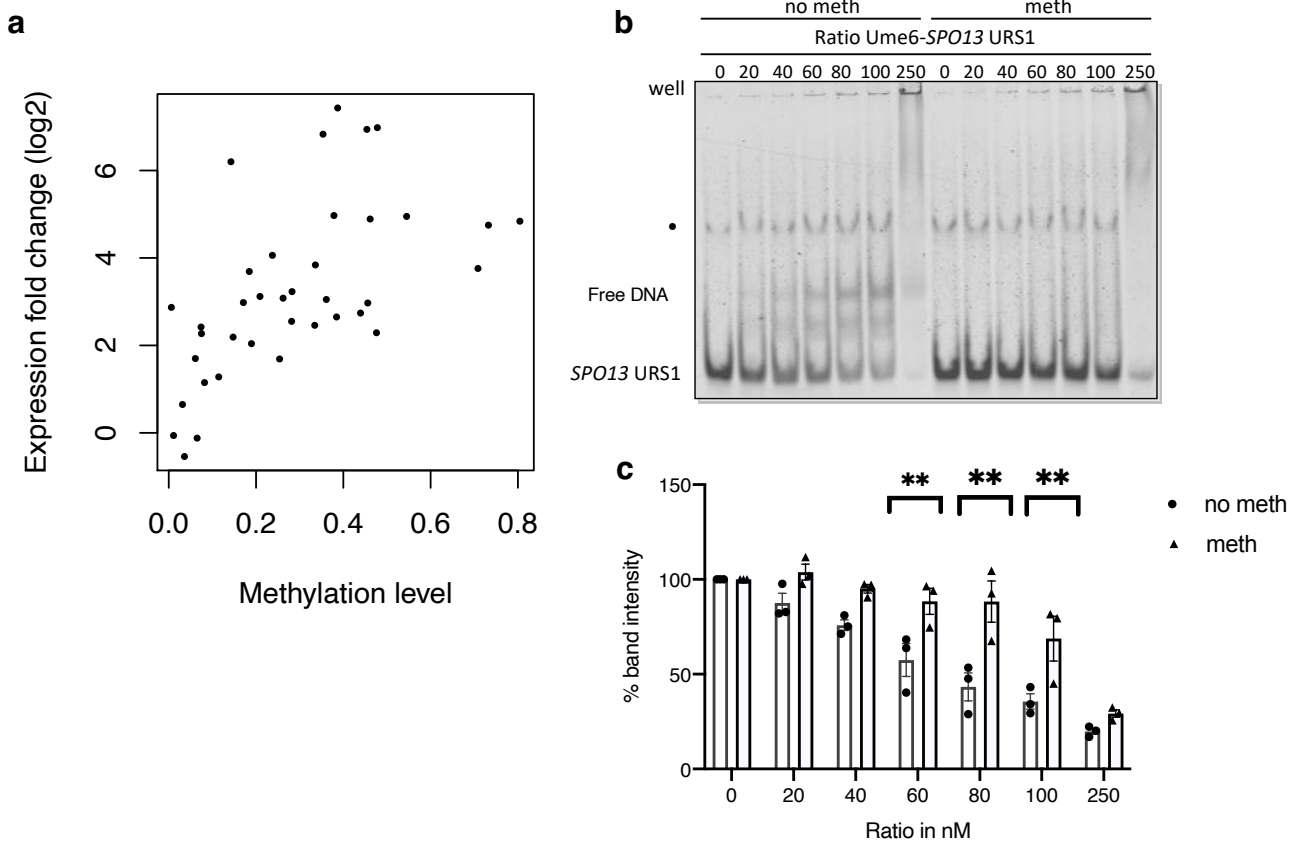 a
Expression fold change (log2)
6
4
2
0
0.0 0.2 0.4 0.6 0.8
Methylation level
b
no meth meth
Ratio Ume6-SPO13 URS1
0 20 40 60 80 100 250 0 20 40 60 80 100 250
well
Free DNA
SPO13 URS1
c
% band intensity
150
100
50
0
** ** **
no meth
meth
0 20 40 60 80 100 250
Ratio in nM